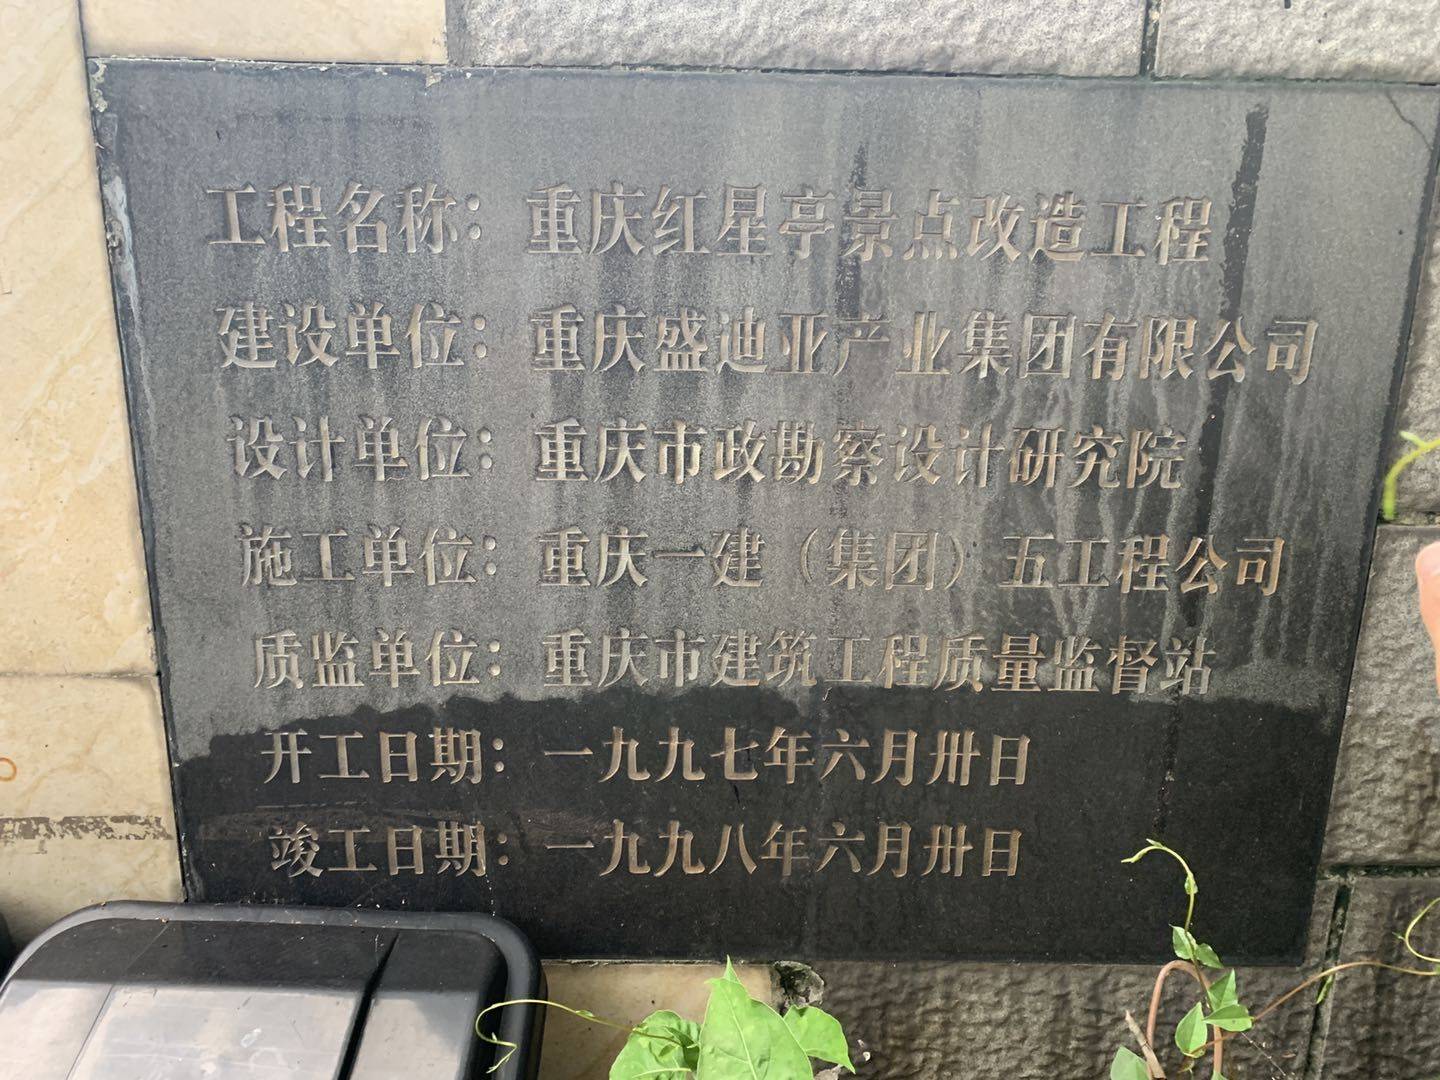 工程名称：重庆红星亭景点改造工程
建设单位：重庆盛迪亚产业集团有限公司
设计单位：重庆市政勘察设计研究院
施工单位：重庆一建（集团）五工程公司
质监单位：重庆市建筑工程质量监督站
开工日期：一九九七年六月卅日
竣工日期：一九九八年六月卅日